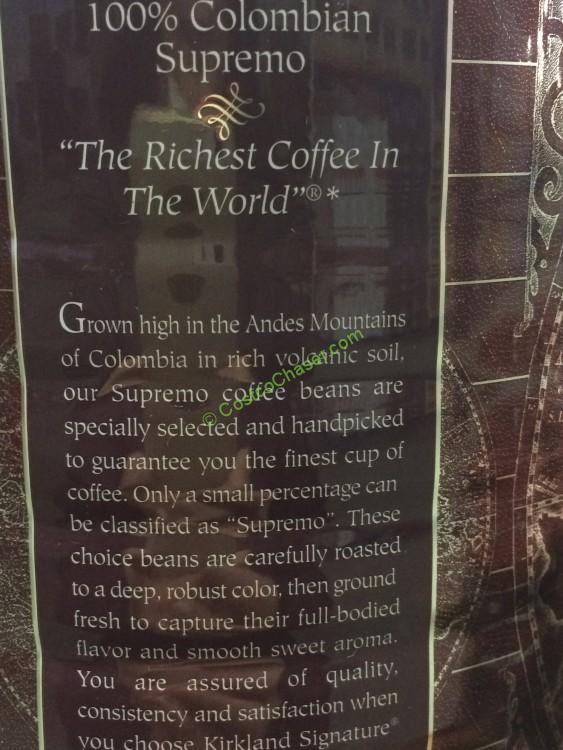 100% Colombian
Supremo
“The Richest Coffee In
The World”®*
Grown high in the Andes Mountains
of Colombia in rich volcanic soil,
our Supremo coffee beans are
specially selected and handpicked
to guarantee you the finest cup of
coffee. Only a small percentage can
be classified as “Supremo”. These
choice beans are carefully roasted
to a deep, robust color, then ground
fresh to capture their full-bodied
flavor and smooth sweet aroma.
You are assured of quality,
consistency and satisfaction when
you choose Kirkland Signature®
© CostcoChaser.com